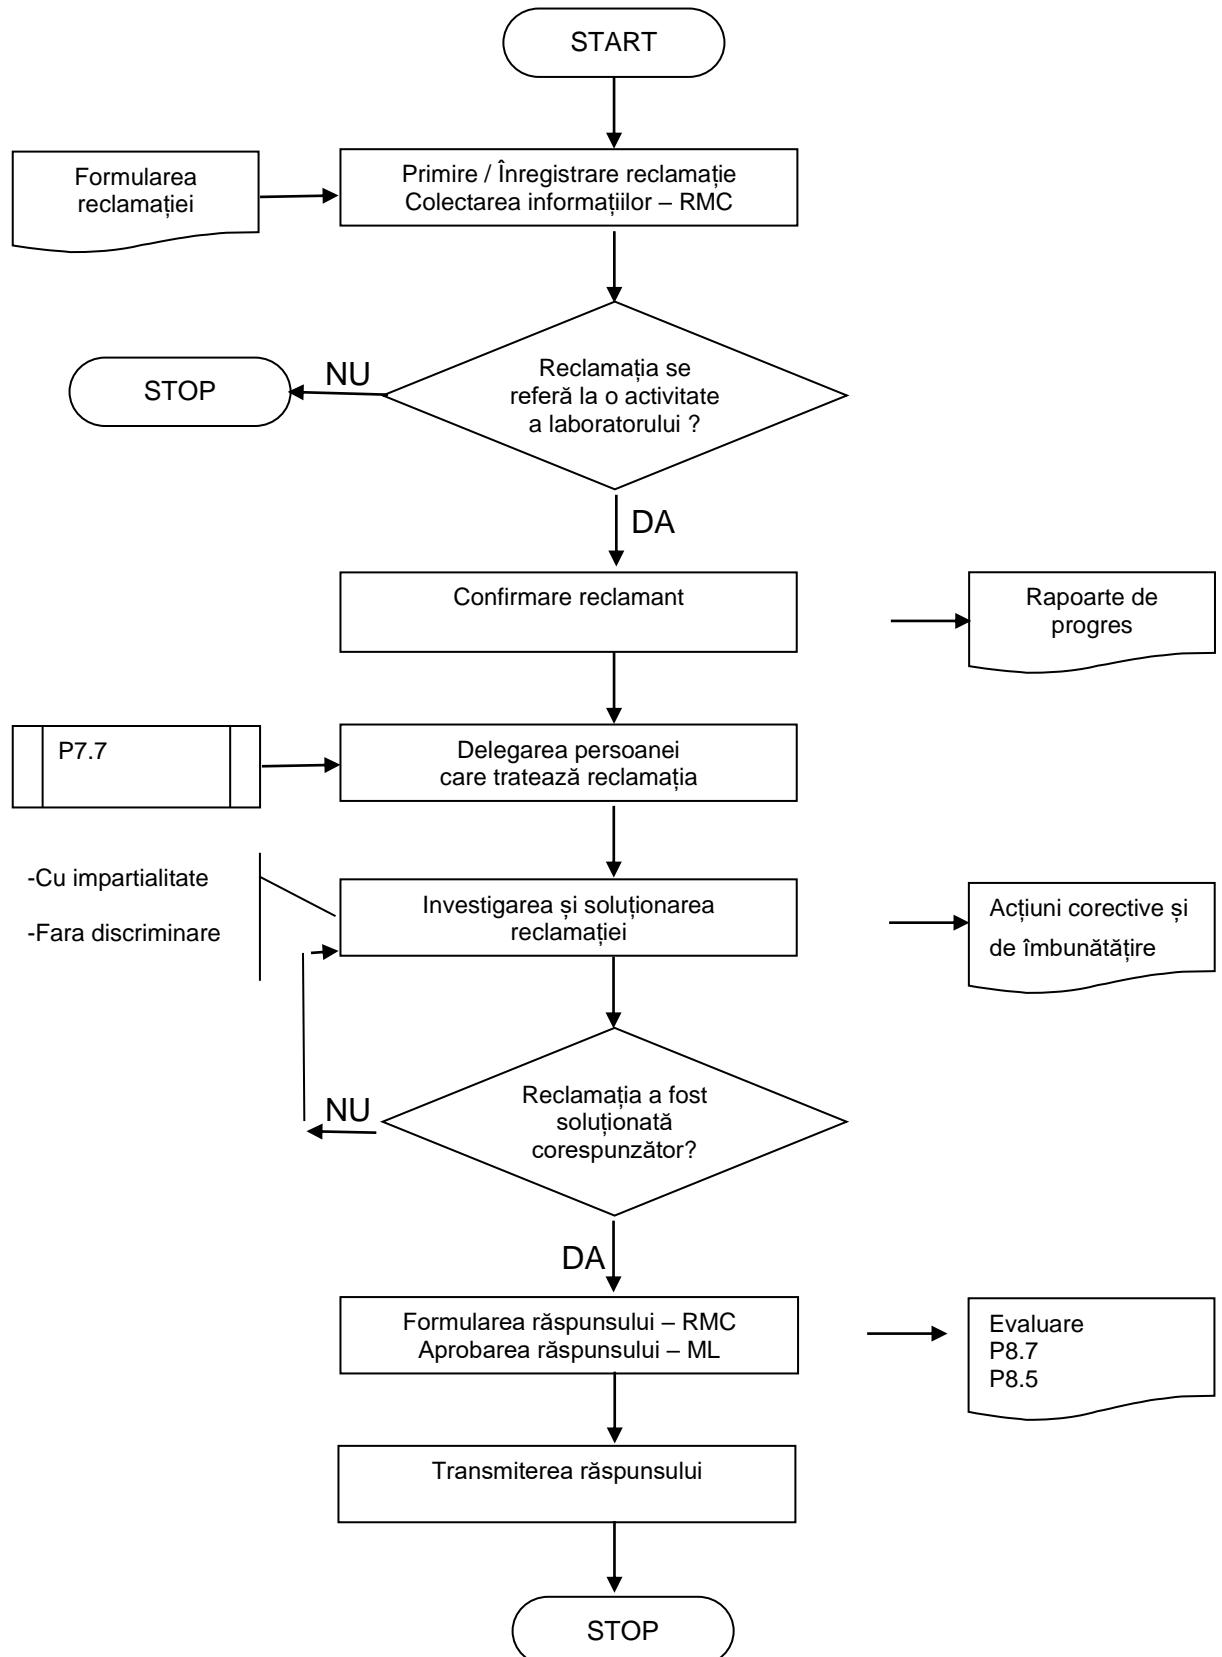 START
Formularea
reclamației
Primire / Înregistrare reclamație
Colectarea informațiilor – RMC
Reclamația se
referă la o activitate
a laboratorului ?
NU
STOP
DA
Confirmare reclamant
Rapoarte de
progres
P7.7
Delegarea persoanei
care tratează reclamația
-Cu impartialitate
-Fara discriminare
Investigarea și soluționarea
reclamației
Acțiuni corective și
de îmbunătățire
Reclamația a fost
soluționată
corespunzător?
NU
DA
Formularea răspunsului – RMC
Aprobarea răspunsului – ML
Evaluare
P8.7
P8.5
Transmiterea răspunsului
STOP